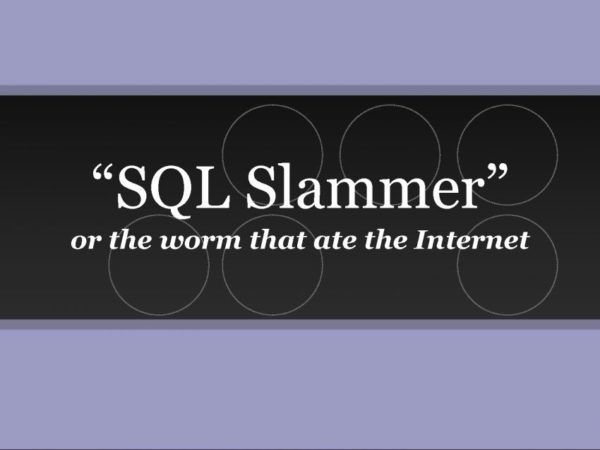 “SQL Slammer”
or the worm that ate the Internet